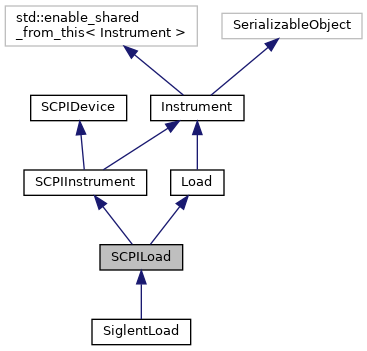 std::enable_shared
_from_this< Instrument >
SerializableObject
SCPIDevice
Instrument
SCPIInstrument
Load
SCPILoad
SiglentLoad